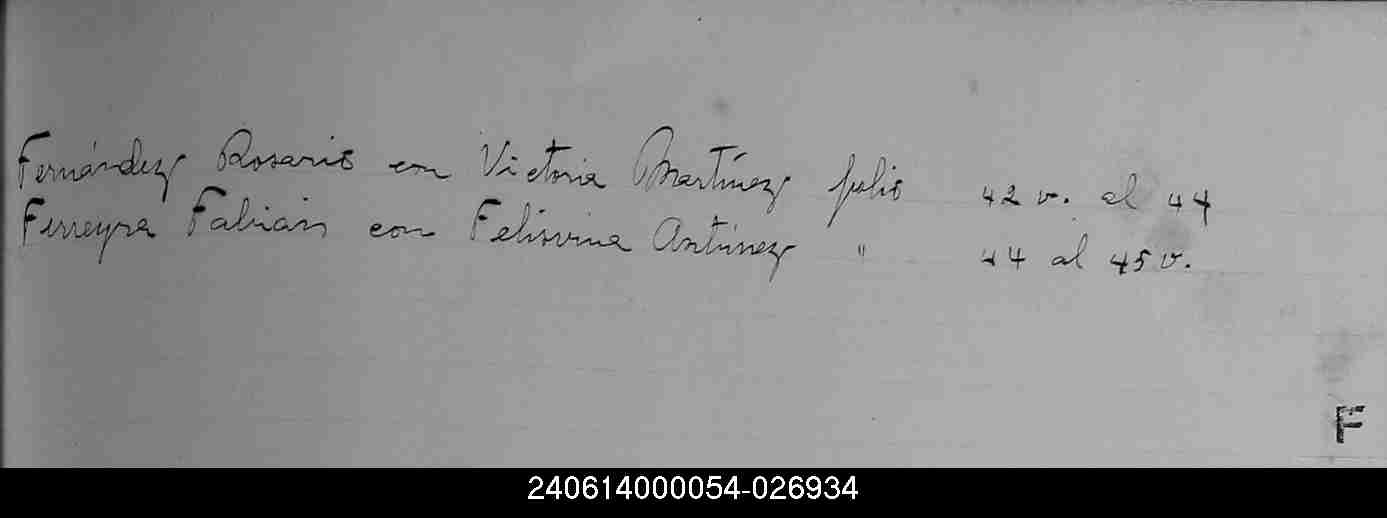 Fernández Rosario con Victoria Martínez folio 42 v. al 44
Ferreyra Fabian con Felisvina Antúnez " 44 al 45 v.
F
240614000054-026934